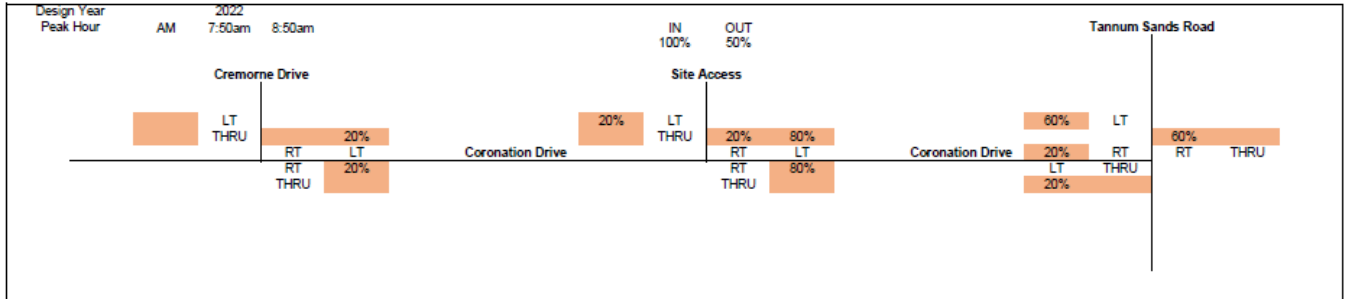 Design Year 2022
Peak Hour AM 7:50am 8:50am IN OUT Tannum Sands Road
100% 50%
Cremorne Drive Site Access
LT 20% LT 60% LT
THRU 20% THRU 20% 80% 60%
RT LT Coronation Drive RT LT Coronation Drive 20% RT RT THRU
RT 20% RT 80% LT THRU
THRU THRU 20%